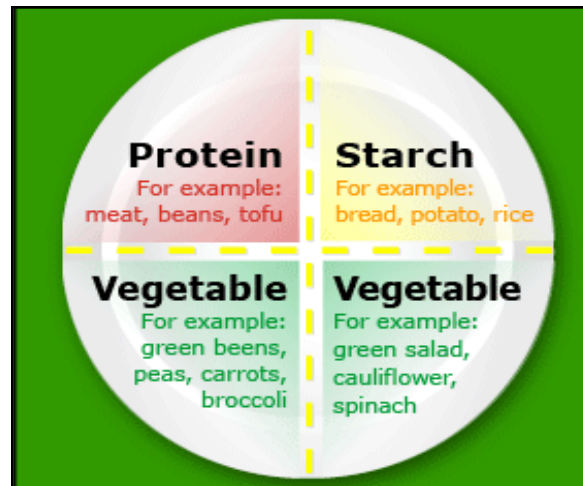 Protein
For example:
meat, beans, tofu
Starch
For example:
bread, potato, rice
Vegetable
For example:
green beens,
peas, carrots,
broccoli
Vegetable
For example:
green salad,
cauliflower,
spinach